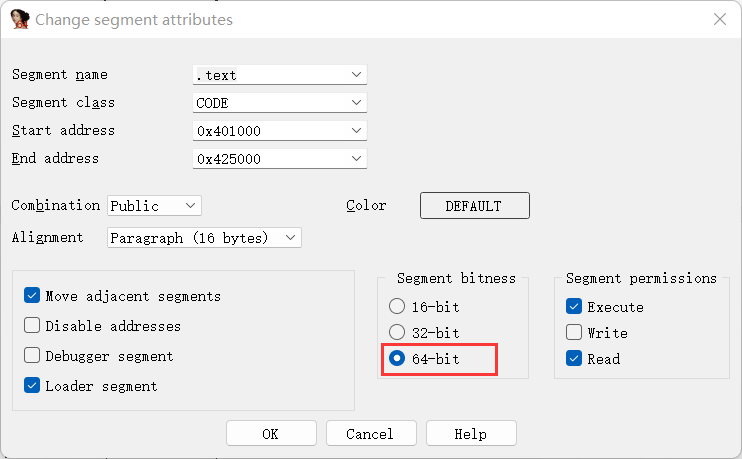 Change segment attributes
Segment name .text
Segment class CODE
Start address 0x401000
End address 0x425000
Combination Public Color DEFAULT
Alignment Paragraph (16 bytes)
Segment bitness Segment permissions
Move adjacent segments 16-bit Execute
Disable addresses 32-bit Write
Debugger segment 64-bit Read
Loader segment
OK Cancel Help